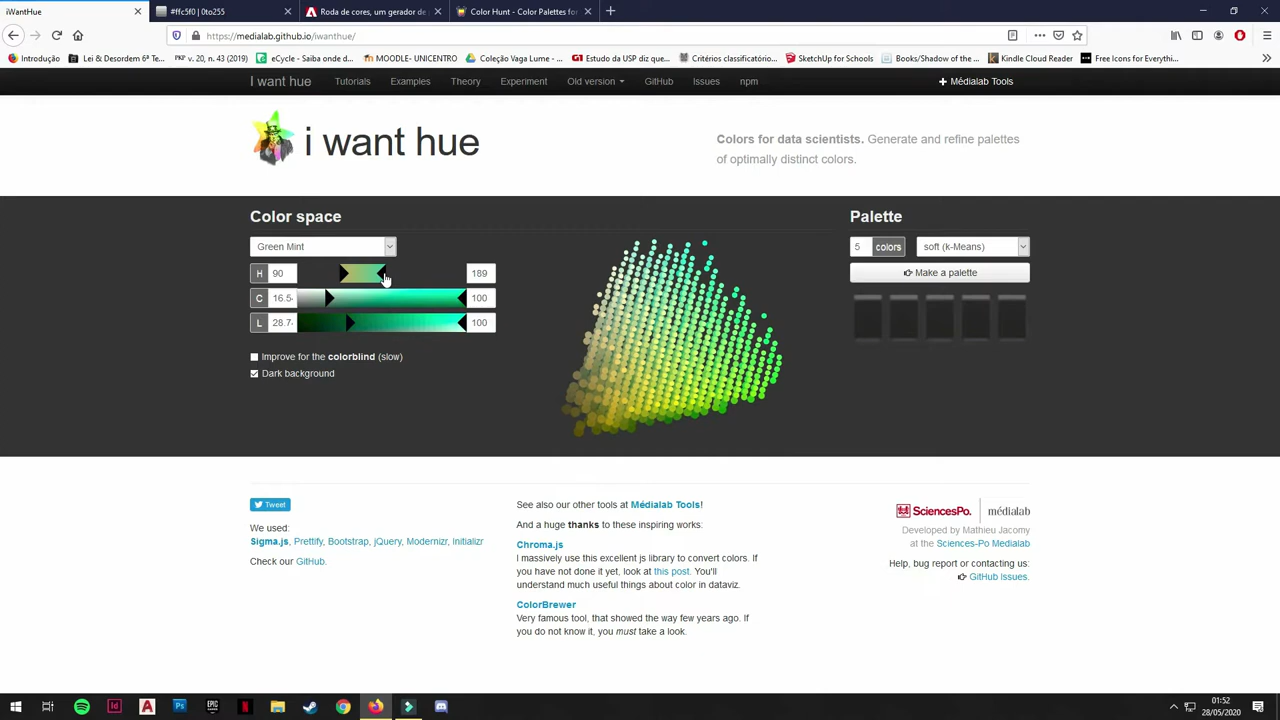 iWantHue
#ffc5f0 | 0to255
Roda de cores, um gerador de
Color Hunt - Color Palettes for
https://medialab.github.io/iwanthue/
Introdução
Lei & Desordem 6ª Te...
PKP v. 20, n. 43 (2019)
eCycle - Saiba onde d...
MOODLE- UNICENTRO
Coleção Vaga Lume - ...
GT Estudo da USP diz que...
Critérios classificatório...
SketchUp for Schools
Books/Shadow of the ...
Kindle Cloud Reader
Free Icons for Everythi...
I want hue
Tutorials
Examples
Theory
Experiment
Old version
GitHub
Issues
npm
Médialab Tools
i want hue
Colors for data scientists. Generate and refine palettes
of optimally distinct colors.
Color space
Palette
Green Mint
5 colors
soft (k-Means)
H 90
189
Make a palette
C 16.5
100
L 28.7
100
Improve for the colorblind (slow)
Dark background
Tweet
We used:
Sigma.js, Prettify, Bootstrap, jQuery, Modernizr, Initializr
Check our GitHub.
See also our other tools at Médialab Tools!
And a huge thanks to these inspiring works:
Chroma.js
I massively use this excellent js library to convert colors. If
you have not done it yet, look at this post. You'll
understand much useful things about color in dataviz.
ColorBrewer
Very famous tool, that showed the way few years ago. If
you do not know it, you must take a look.
SciencesPo.
médialab
Developed by Mathieu Jacomy
at the Sciences-Po Medialab
Help, bug report or contacting us:
GitHub Issues.
Id
A
Ps
EPIC
GAMES
N
01:52
28/05/2020